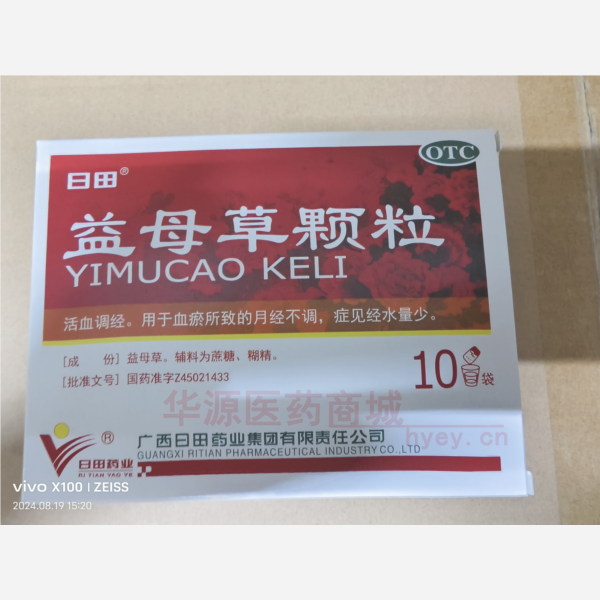 OTC
日田®
益母草颗粒
YIMUCAO KELI
活血调经。用于血瘀所致的月经不调，症见经水量少。
[成　份] 益母草。辅料为蔗糖、糊精。
[批准文号] 国药准字Z45021433
10袋
华源医药商城
hyey.cn
®
日田药业
RI TIAN YAO YE
广西日田药业集团有限责任公司
GUANGXI RITIAN PHARMACEUTICAL INDUSTRY CO.,LTD
vivo X100 | ZEISS
2024.08.19 15:20